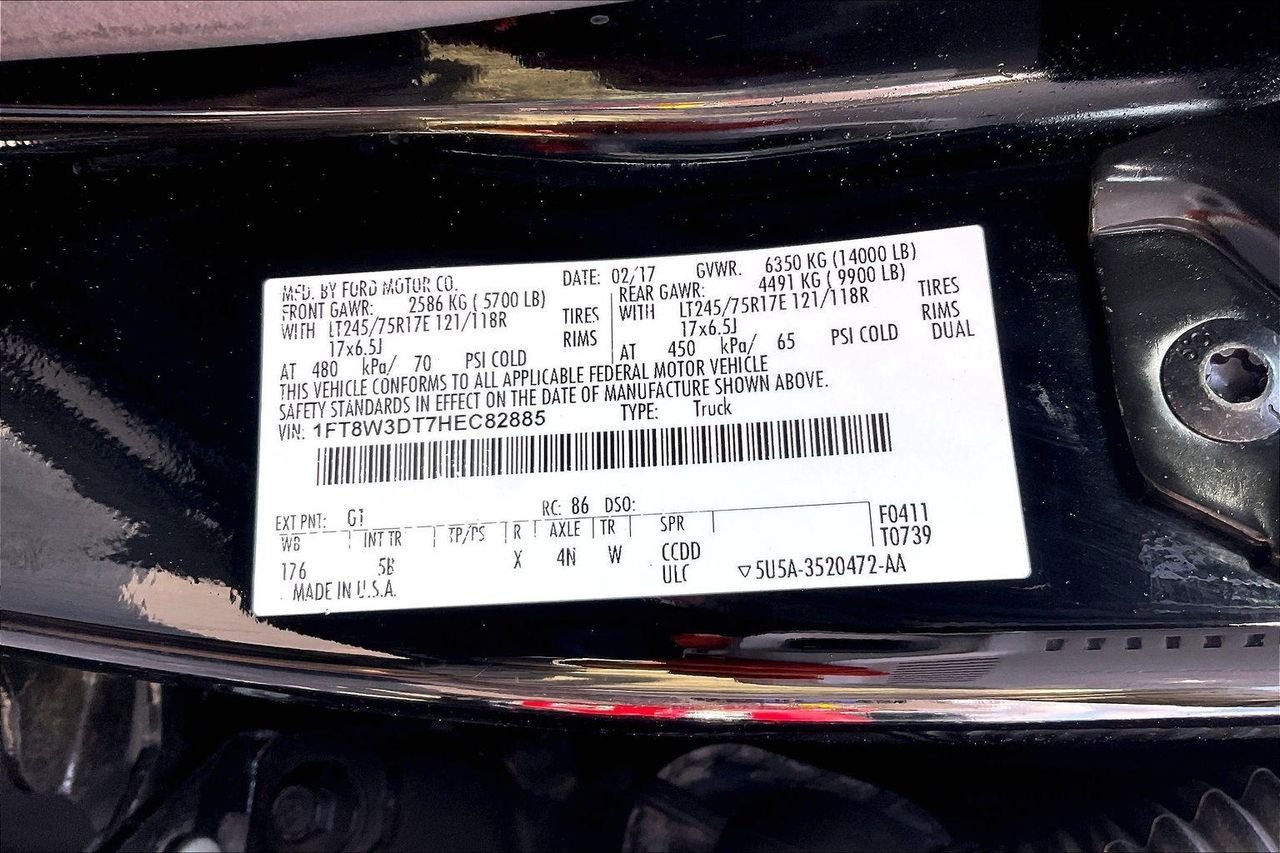 MFD. BY FORD MOTOR CO. DATE: 02/17 GVWR. 6350 KG (14000 LB)
FRONT GAWR: 2586 KG ( 5700 LB) REAR GAWR: 4491 KG ( 9900 LB)
WITH LT245/75R17E 121/118R TIRES WITH LT245/75R17E 121/118R TIRES
17x6.5J RIMS 17x6.5J RIMS
AT 480 kPa/ 70 PSI COLD AT 450 kPa/ 65 PSI COLD DUAL
THIS VEHICLE CONFORMS TO ALL APPLICABLE FEDERAL MOTOR VEHICLE
SAFETY STANDARDS IN EFFECT ON THE DATE OF MANUFACTURE SHOWN ABOVE.
VIN: 1FT8W3DT7HEC82885 TYPE: Truck
EXT PNT: G1 RC: 86 DSO: F0411
WB INT TR TP/PS R AXLE TR SPR T0739
176 5B X 4N W CCDD
MADE IN U.S.A. ULC ▽5U5A-3520472-AA